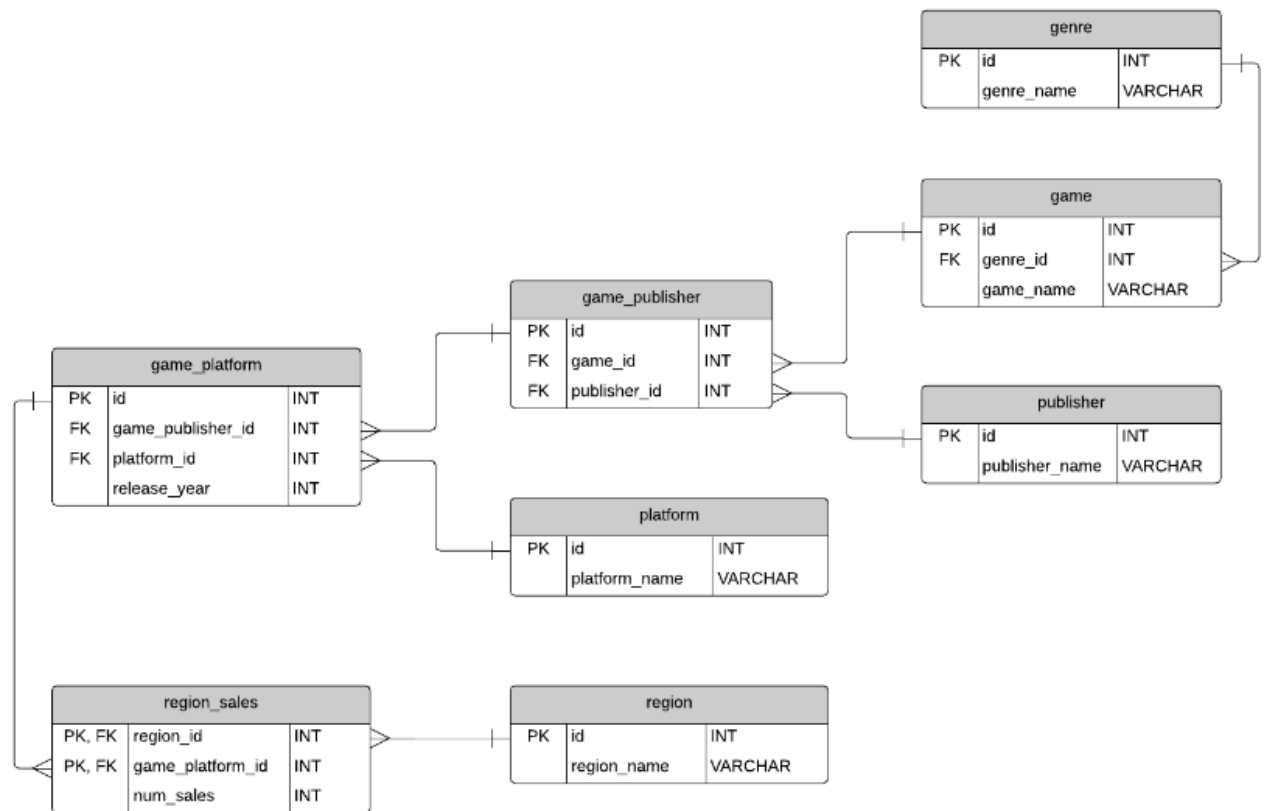 genre
PK id INT
genre_name VARCHAR
game
PK id INT
FK genre_id INT
game_name VARCHAR
game_publisher
PK id INT
FK game_id INT
FK publisher_id INT
game_platform
PK id INT
FK game_publisher_id INT
FK platform_id INT
release_year INT
publisher
PK id INT
publisher_name VARCHAR
platform
PK id INT
platform_name VARCHAR
region_sales
PK, FK region_id INT
PK, FK game_platform_id INT
num_sales INT
region
PK id INT
region_name VARCHAR